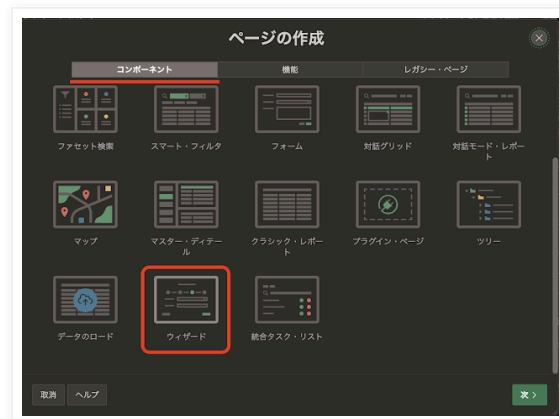 ページの作成
コンポーネント
機能
レガシー・ページ
ファセット検索
スマート・フィルタ
フォーム
対話グリッド
対話モード・レポー
ト
マップ
マスター・ディテー
ル
クラシック・レポー
ト
プラグイン・ページ
ツリー
データのロード
ウィザード
統合タスク・リスト
取消
ヘルプ
次 >